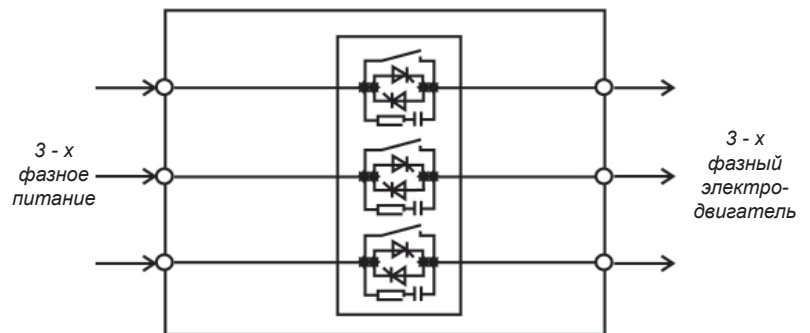 3 - х
фазное
питание
3 - х
фазный
электро-
двигатель